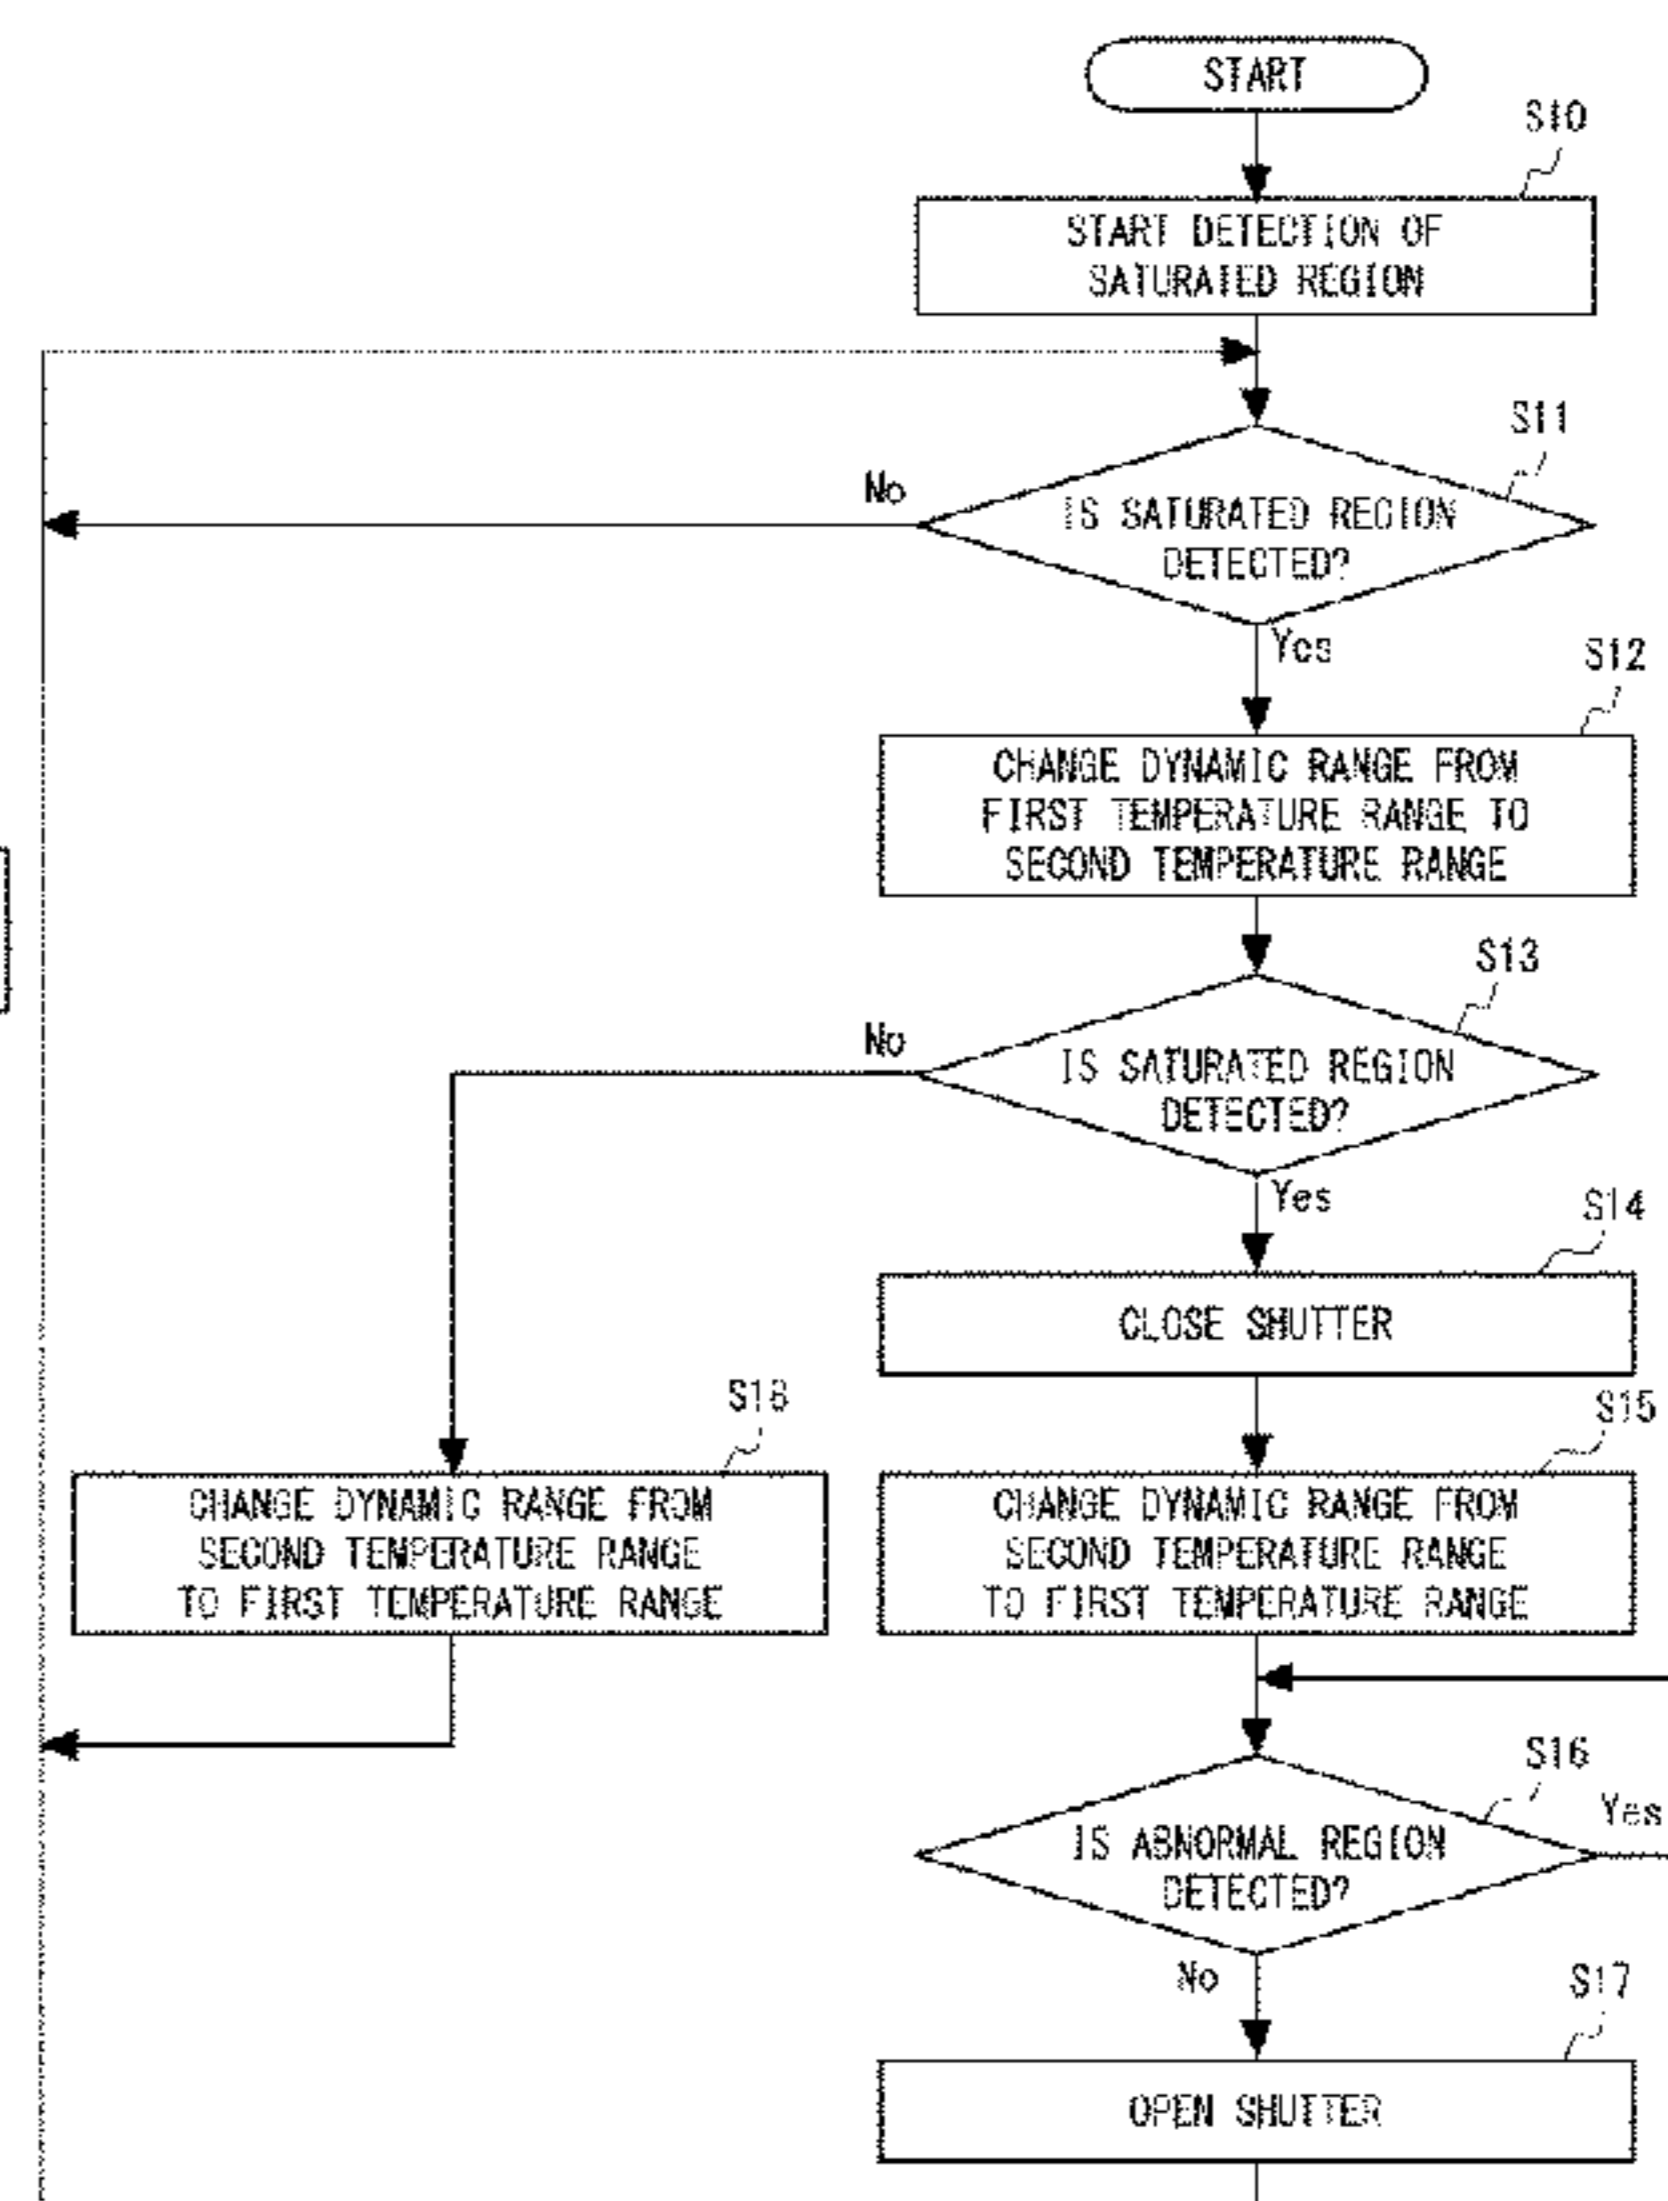 START
S10
START DETECTION OF
SATURATED REGION
S11
No
IS SATURATED REGION
DETECTED?
Yes
S12
CHANGE DYNAMIC RANGE FROM
FIRST TEMPERATURE RANGE TO
SECOND TEMPERATURE RANGE
S13
No
IS SATURATED REGION
DETECTED?
Yes
S14
CLOSE SHUTTER
S18
S15
CHANGE DYNAMIC RANGE FROM
SECOND TEMPERATURE RANGE
TO FIRST TEMPERATURE RANGE
CHANGE DYNAMIC RANGE FROM
SECOND TEMPERATURE RANGE
TO FIRST TEMPERATURE RANGE
S16
Yes
IS ABNORMAL REGION
DETECTED?
No
S17
OPEN SHUTTER